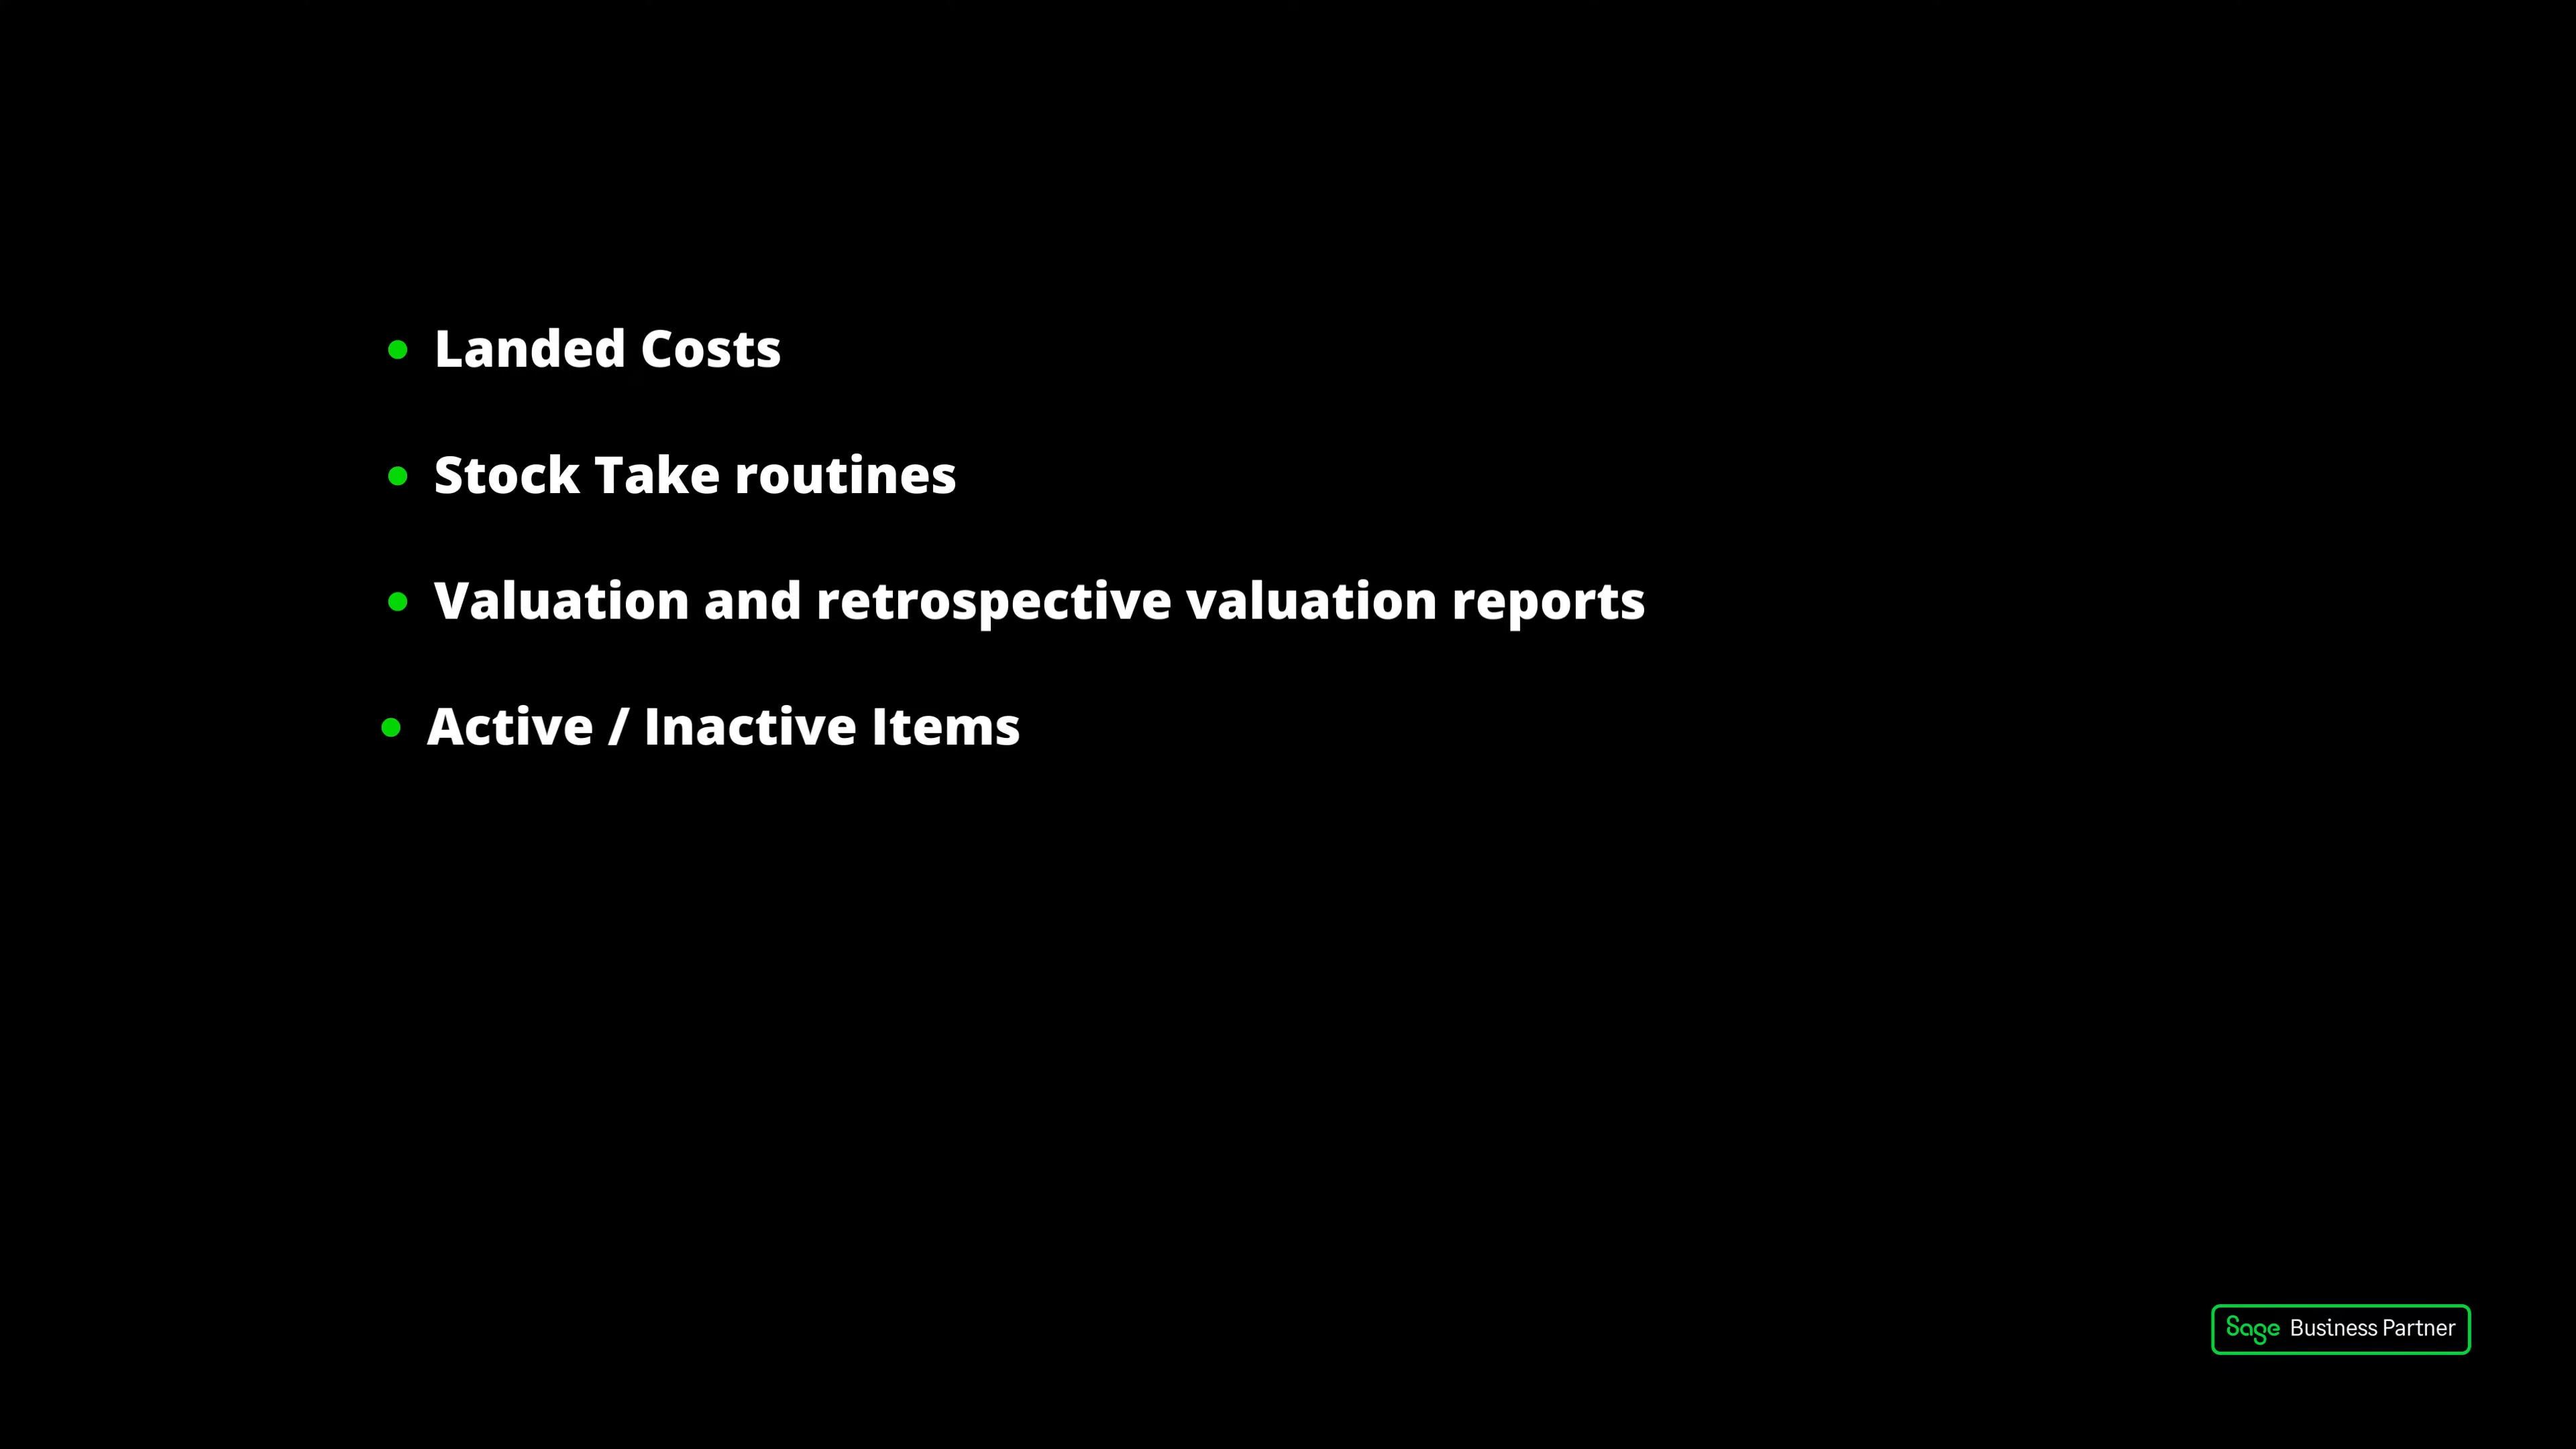 Landed Costs
Stock Take routines
Valuation and retrospective valuation reports
Active / Inactive Items
Sage Business Partner